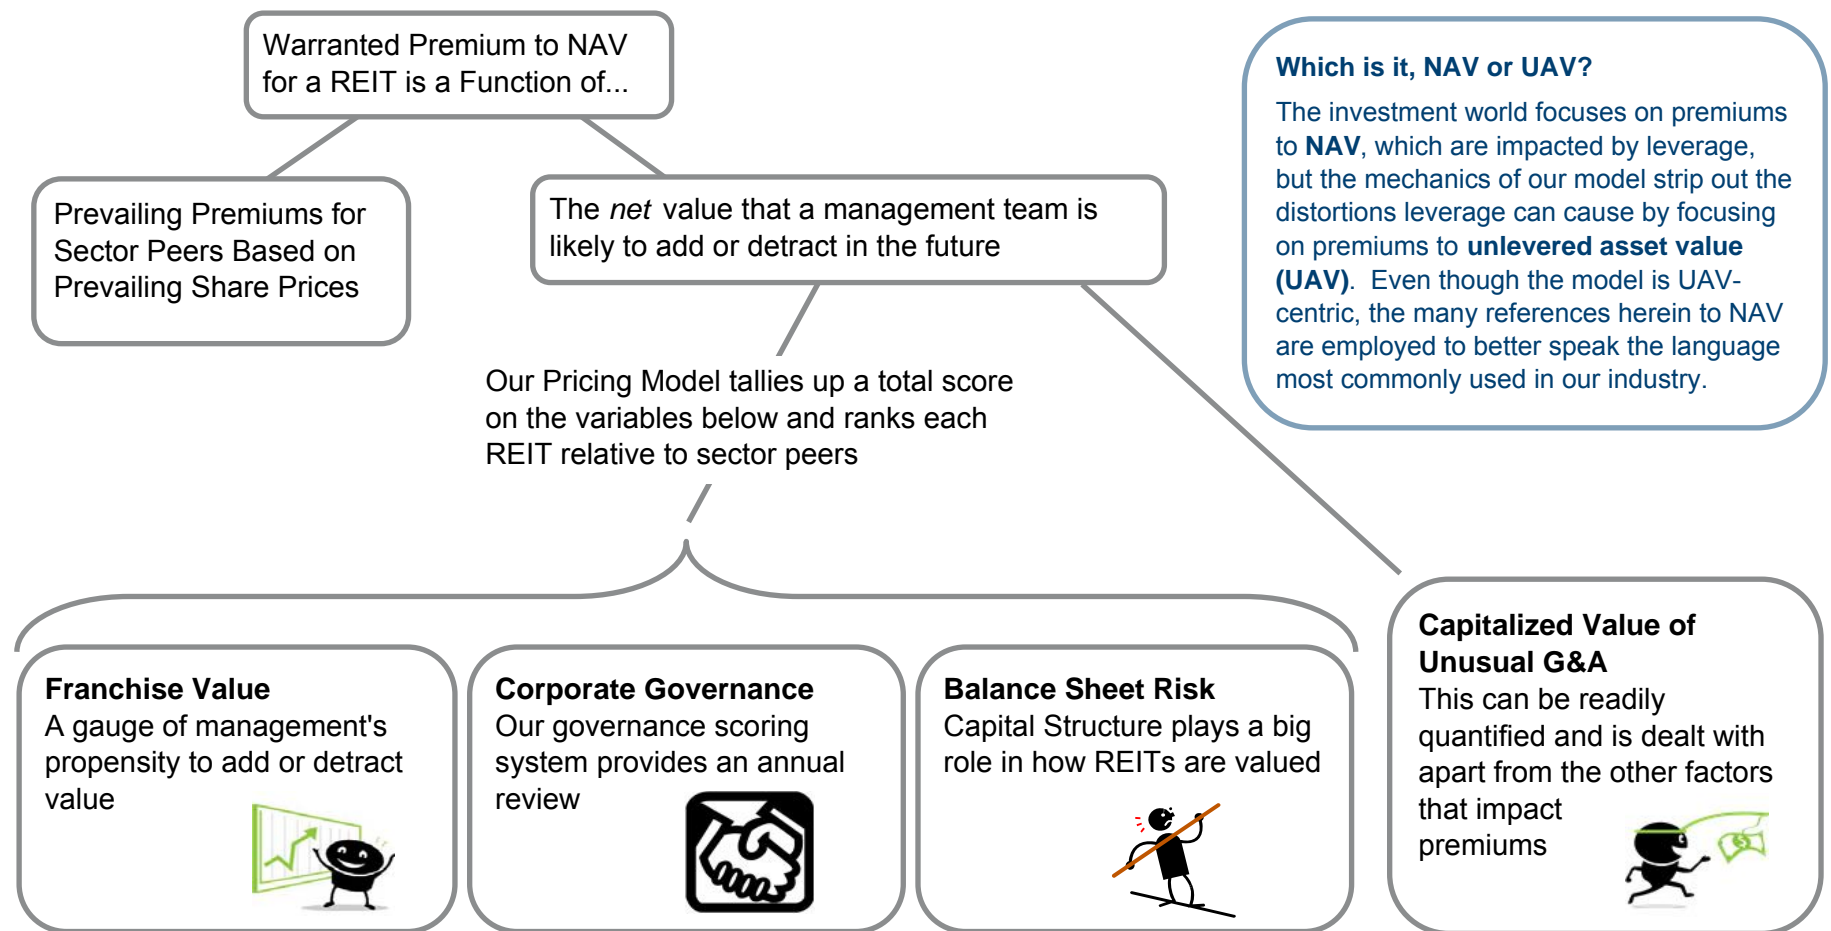 Warranted Premium to NAV
for a REIT is a Function of...
Which is it, NAV or UAV?
The investment world focuses on premiums
to NAV, which are impacted by leverage,
but the mechanics of our model strip out the
distortions leverage can cause by focusing
on premiums to unlevered asset value
(UAV).  Even though the model is UAV-
centric, the many references herein to NAV
are employed to better speak the language
most commonly used in our industry.
Prevailing Premiums for
Sector Peers Based on
Prevailing Share Prices
The net value that a management team is
likely to add or detract in the future
Our Pricing Model tallies up a total score
on the variables below and ranks each
REIT relative to sector peers
Franchise Value
A gauge of management's
propensity to add or detract
value
Corporate Governance
Our governance scoring
system provides an annual
review
Balance Sheet Risk
Capital Structure plays a big
role in how REITs are valued
Capitalized Value of
Unusual G&A
This can be readily
quantified and is dealt with
apart from the other factors
that impact
premiums